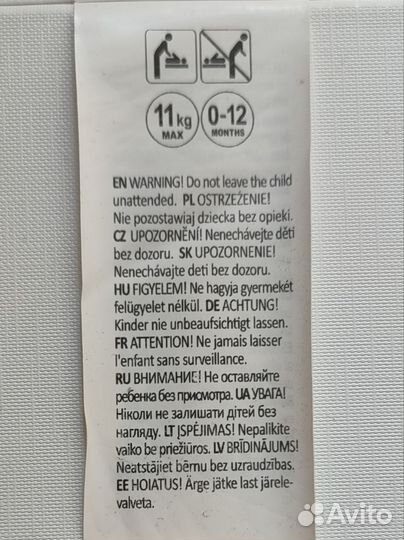 11kg
MAX
0-12
MONTHS
EN WARNING! Do not leave the child
unattended. PL OSTRZEŻENIE!
Nie pozostawiaj dziecka bez opieki.
CZ UPOZORNĚNÍ! Nenechávejte děti
bez dozoru. SK UPOZORNENIE!
Nenechávajte deti bez dozoru.
HU FIGYELEM! Ne hagyja gyermekét
felügyelet nélkül. DE ACHTUNG!
Kinder nie unbeaufsichtigt lassen.
FR ATTENTION! Ne jamais laisser
l'enfant sans surveillance.
RU ВНИМАНИЕ! Не оставляйте
ребенка без присмотра. UA УВАГА!
Ніколи не залишати дітей без
нагляду. LT ĮSPĖJIMAS! Nepalikite
vaiko be priežiūros. LV BRĪDINĀJUMS!
Neatstājiet bērnu bez uzraudzības.
EE HOIATUS! Ärge jätke last järele-
valveta.
Avito